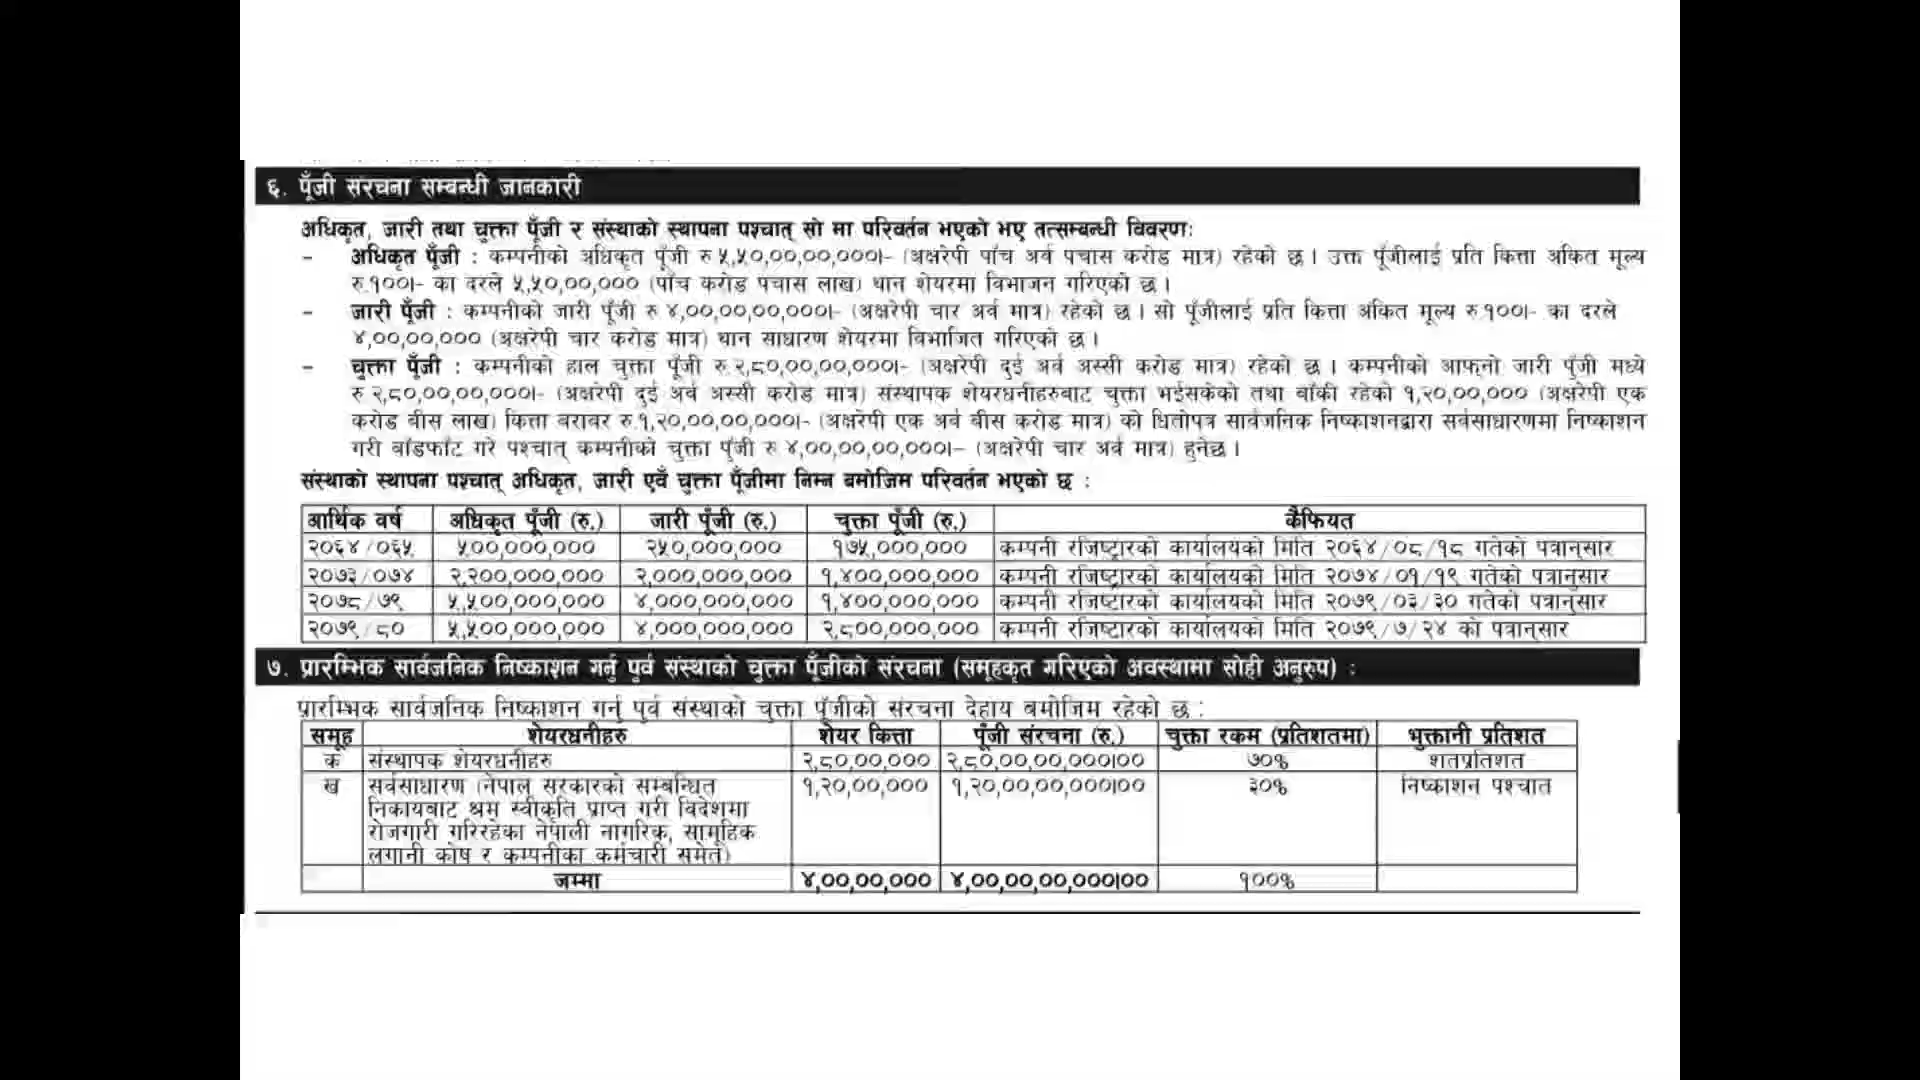 ६. पूँजी संरचना सम्बन्धी जानकारी
अधिकृत, जारी तथा चुक्ता पूँजी र संस्थाको स्थापना पश्चात् सो मा परिवर्तन भएको भए तत्सम्बन्धी विवरण:
– अधिकृत पूँजी : कम्पनीको अधिकृत पूँजी रु ५,५०,००,००,०००।– (अक्षरेपी पाँच अर्व पचास करोड मात्र) रहेको छ। उक्त पूँजीलाई प्रति कित्ता अंकित मूल्य
रु.१००।– का दरले ५,५०,००,००० (पाँच करोड पचास लाख) थान शेयरमा विभाजन गरिएको छ।
– जारी पूँजी : कम्पनीको जारी पूँजी रु ४,००,००,००,०००।– (अक्षरेपी चार अर्व मात्र) रहेको छ। सो पूँजीलाई प्रति कित्ता अंकित मूल्य रु.१००।– का दरले
४,००,००,००० (अक्षरेपी चार करोड मात्र) थान साधारण शेयरमा विभाजित गरिएको छ।
– चुक्ता पूँजी : कम्पनीको हाल चुक्ता पूँजी रु.२,८०,००,००,०००।– (अक्षरेपी दुई अर्व अस्सी करोड मात्र) रहेको छ। कम्पनीको आफ्नो जारी पुँजी मध्ये
रु २,८०,००,००,०००।– (अक्षरेपी दुई अर्व अस्सी करोड मात्र) संस्थापक शेयरधनीहरुबाट चुक्ता भईसकेको तथा बाँकी रहेको १,२०,००,००० (अक्षरेपी एक
करोड बीस लाख) कित्ता बराबर रु.१,२०,००,००,०००।– (अक्षरेपी एक अर्व बीस करोड मात्र) को धितोपत्र सार्वजनिक निष्काशनद्वारा सर्वसाधारणमा निष्काशन
गरी बाँडफाँट गरे पश्चात् कम्पनीको चुक्ता पुँजी रु ४,००,००,००,०००।– (अक्षरेपी चार अर्व मात्र) हुनेछ।
संस्थाको स्थापना पश्चात् अधिकृत, जारी एवँ चुक्ता पूँजीमा निम्न बमोजिम परिवर्तन भएको छ :
आर्थिक वर्ष अधिकृत पूँजी (रु.) जारी पूँजी (रु.) चुक्ता पूँजी (रु.) कैफियत
२०६४/०६५ ५००,०००,००० २५०,०००,००० १७५,०००,००० कम्पनी रजिष्ट्रारको कार्यालयको मिति २०६४/०८/१८ गतेको पत्रानुसार
२०७३/०७४ २,२००,०००,००० २,०००,०००,००० १,४००,०००,००० कम्पनी रजिष्ट्रारको कार्यालयको मिति २०७४/०१/१९ गतेको पत्रानुसार
२०७८/७९ ५,५००,०००,००० ४,०००,०००,००० १,४००,०००,००० कम्पनी रजिष्टारको कार्यालयको मिति २०७९/०३/३० गतेको पत्रानुसार
२०७९/८० ५,५००,०००,००० ४,०००,०००,००० २,८००,०००,००० कम्पनी रजिष्टारको कार्यालयको मिति २०७९/७/२४ को पत्रानुसार
७. प्रारम्भिक सार्वजनिक निष्काशन गर्नु पुर्व संस्थाको चुक्ता पूँजीको संरचना (समूहकृत गरिएको अवस्थामा सोही अनुरुप) :
प्रारम्भिक सार्वजनिक निष्काशन गर्नु पुर्व संस्थाको चुक्ता पूँजीको संरचना देहाय बमोजिम रहेको छ :
समूह शेयरधनीहरु शेयर कित्ता पूँजी संरचना (रु.) चुक्ता रकम (प्रतिशतमा) भुक्तानी प्रतिशत
क संस्थापक शेयरधनीहरु २,८०,००,००० २,८०,००,००,०००।०० ७०% शतप्रतिशत
ख सर्वसाधारण (नेपाल सरकारको सम्बन्धित १,२०,००,००० १,२०,००,००,०००।०० ३०% निष्काशन पश्चात
निकायबाट श्रम स्वीकृति प्राप्त गरी विदेशमा
रोजगारी गरिरहेका नेपाली नागरिक, सामूहिक
लगानी कोष र कम्पनीका कर्मचारी समेत)
जम्मा ४,००,००,००० ४,००,००,००,०००।०० १००%